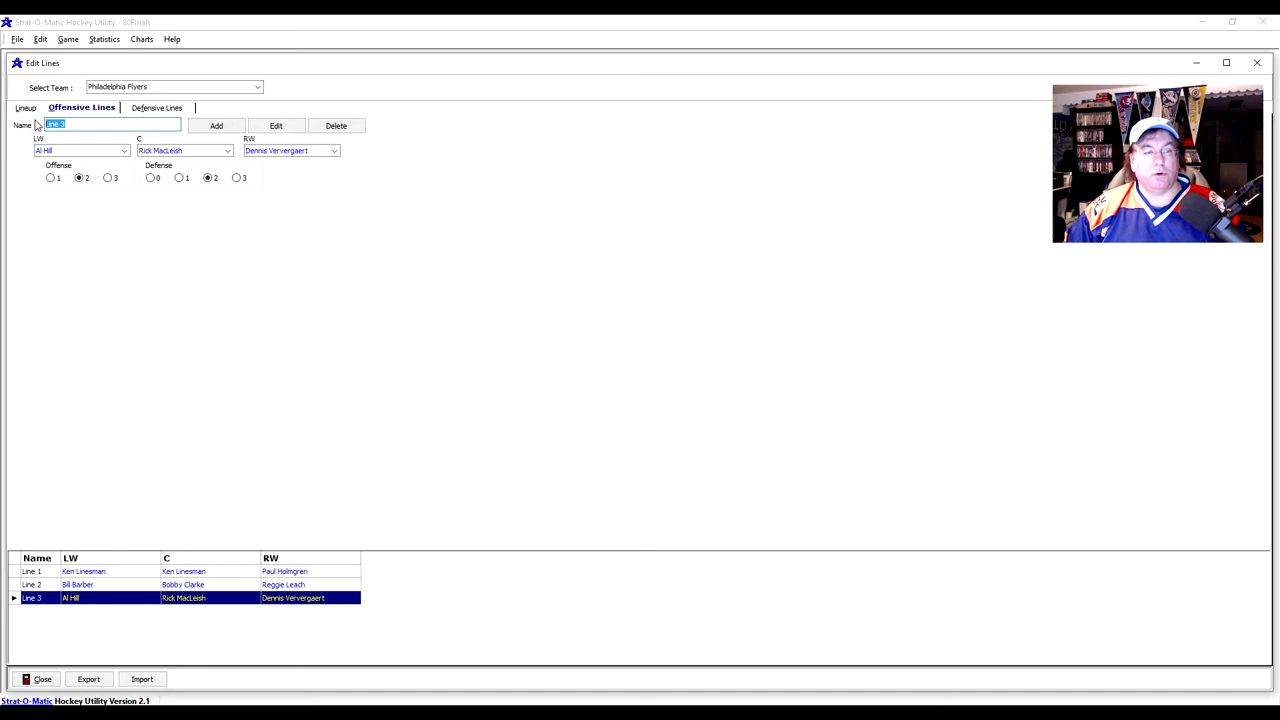 Strat-O-Matic Hockey Utility - 80Finals
File Edit Game Statistics Charts Help
Edit Lines
Select Team : Philadelphia Flyers
Lineup Offensive Lines Defensive Lines
Name Line 3 Add Edit Delete
LW C RW
Al Hill Rick MacLeish Dennis Ververgaert
Offense Defense
1 2 3 0 1 2 3
Name LW C RW
Line 1 Ken Linesman Ken Linesman Paul Holmgren
Line 2 Bill Barber Bobby Clarke Reggie Leach
Line 3 Al Hill Rick MacLeish Dennis Ververgaert
Close Export Import
Strat-O-Matic Hockey Utility Version 2.1